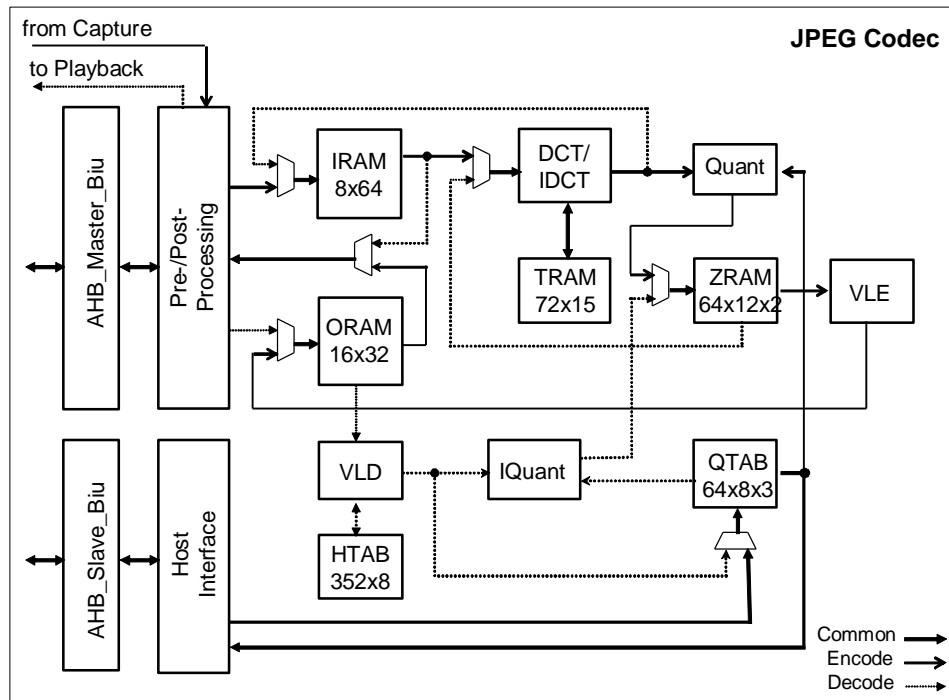 from Capture
JPEG Codec
to Playback
AHB_Master_Biu
Pre-/Post-
Processing
IRAM
8x64
DCT/
IDCT
Quant
TRAM
72x15
ZRAM
64x12x2
VLE
ORAM
16x32
AHB_Slave_Biu
Host
Interface
VLD
IQuant
QTAB
64x8x3
HTAB
352x8
Common
Encode
Decode